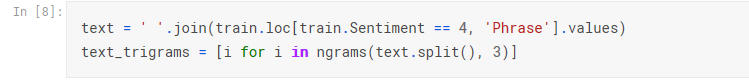 In [8]:
text = ' '.join(train.loc[train.Sentiment == 4, 'Phrase'].values)
text_trigrams = [i for i in ngrams(text.split(), 3)]